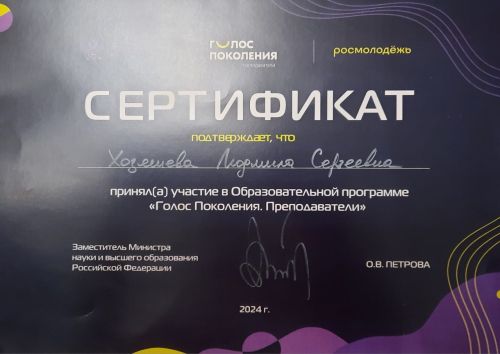 ГОЛОС
ПОКОЛЕНИЯ
росмолодёжь
СЕРТИФИКАТ
подтверждает, что
Людмила Сергеевна
принял(а) участие в Образовательной программе
«Голос Поколения. Преподаватели»
Заместитель Министра
науки и высшего образования
Российской Федерации
О.В. ПЕТРОВА
2024 г.